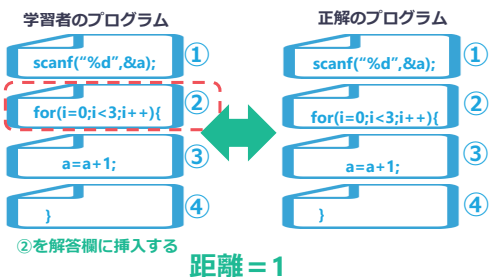 学習者のプログラム
scanf(“%d”,&a); ①
for(i=0;i<3;i++){ ②
a=a+1; ③
} ④
②を解答欄に挿入する
正解のプログラム
scanf(“%d”,&a); ①
for(i=0;i<3;i++){ ②
a=a+1; ③
} ④
距離＝1